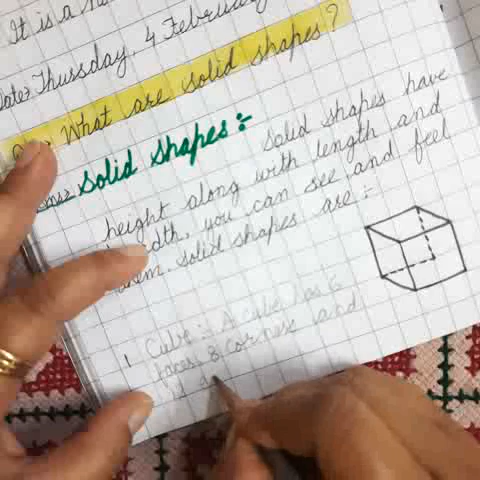 It is a
Date:- Thursday, 4 February
What are solid shapes?
Ans:- Solid shapes:-
Solid shapes have
height along with length and
you can see and feel
them. Solid shapes are:-
1 Cube:- A cube has 6
faces, 8 corners and